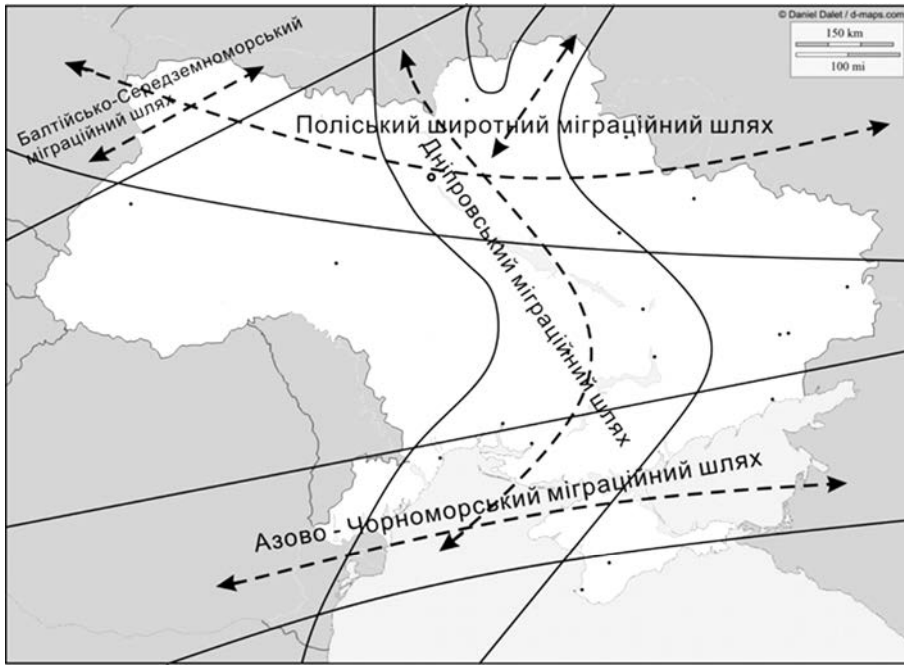 © Daniel Dalet / d-maps.com
150 km
100 mi
Балтійсько-Середземноморський
міграційний шлях
Поліський широтний міграційний шлях
Дніпровський міграційний шлях
Азово - Чорноморський міграційний шлях